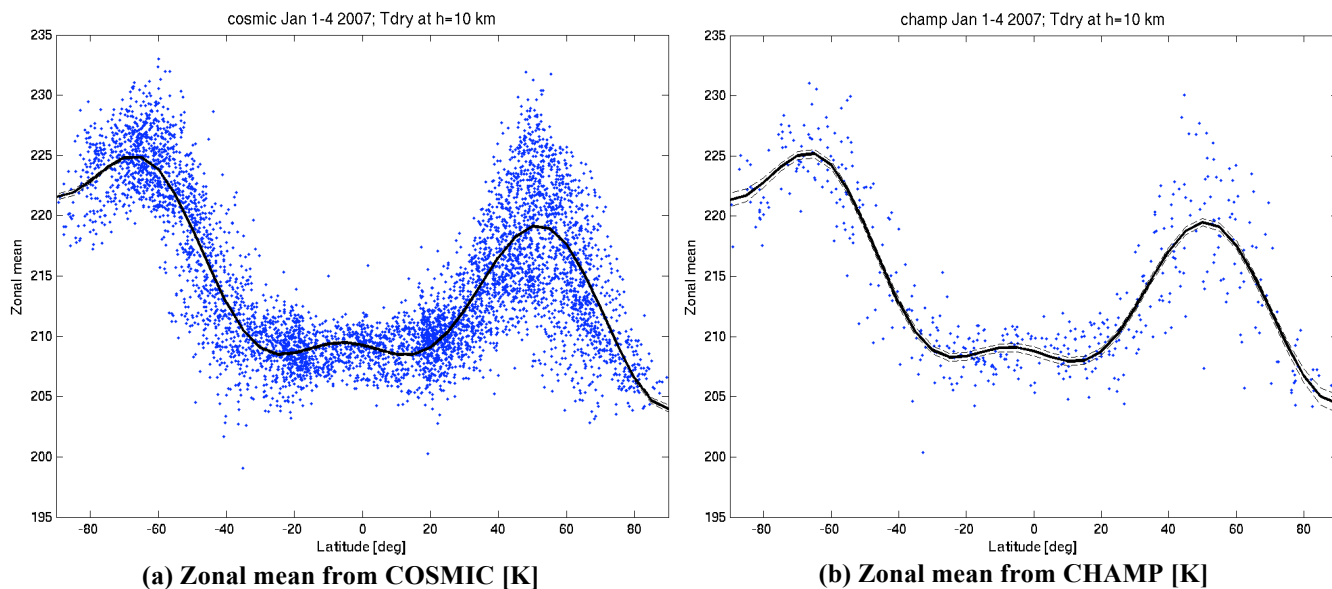 cosmic Jan 1-4 2007; Tdry at h=10 km
235
230
225
220
215
210
205
200
195
Zonal mean
-80 -60 -40 -20 0 20 40 60 80
Latitude [deg]
(a) Zonal mean from COSMIC [K]
champ Jan 1-4 2007; Tdry at h=10 km
235
230
225
220
215
210
205
200
195
Zonal mean
-80 -60 -40 -20 0 20 40 60 80
Latitude [deg]
(b) Zonal mean from CHAMP [K]